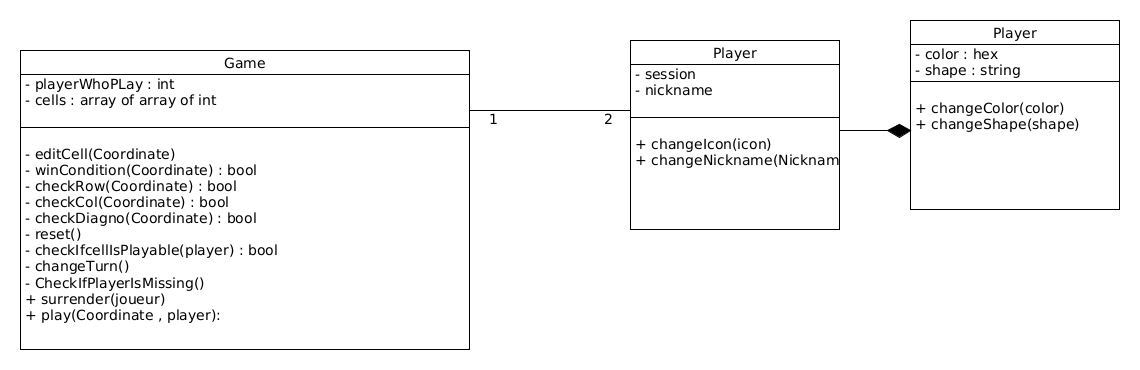 Game
- playerWhoPLay : int
- cells : array of array of int
- editCell(Coordinate)
- winCondition(Coordinate) : bool
- checkRow(Coordinate) : bool
- checkCol(Coordinate) : bool
- checkDiagno(Coordinate) : bool
- reset()
- checkIfcellIsPlayable(player) : bool
- changeTurn()
- CheckIfPlayerIsMissing()
+ surrender(joueur)
+ play(Coordinate , player):
1
2
Player
- session
- nickname
+ changeIcon(icon)
+ changeNickname(Nicknam
Player
- color : hex
- shape : string
+ changeColor(color)
+ changeShape(shape)